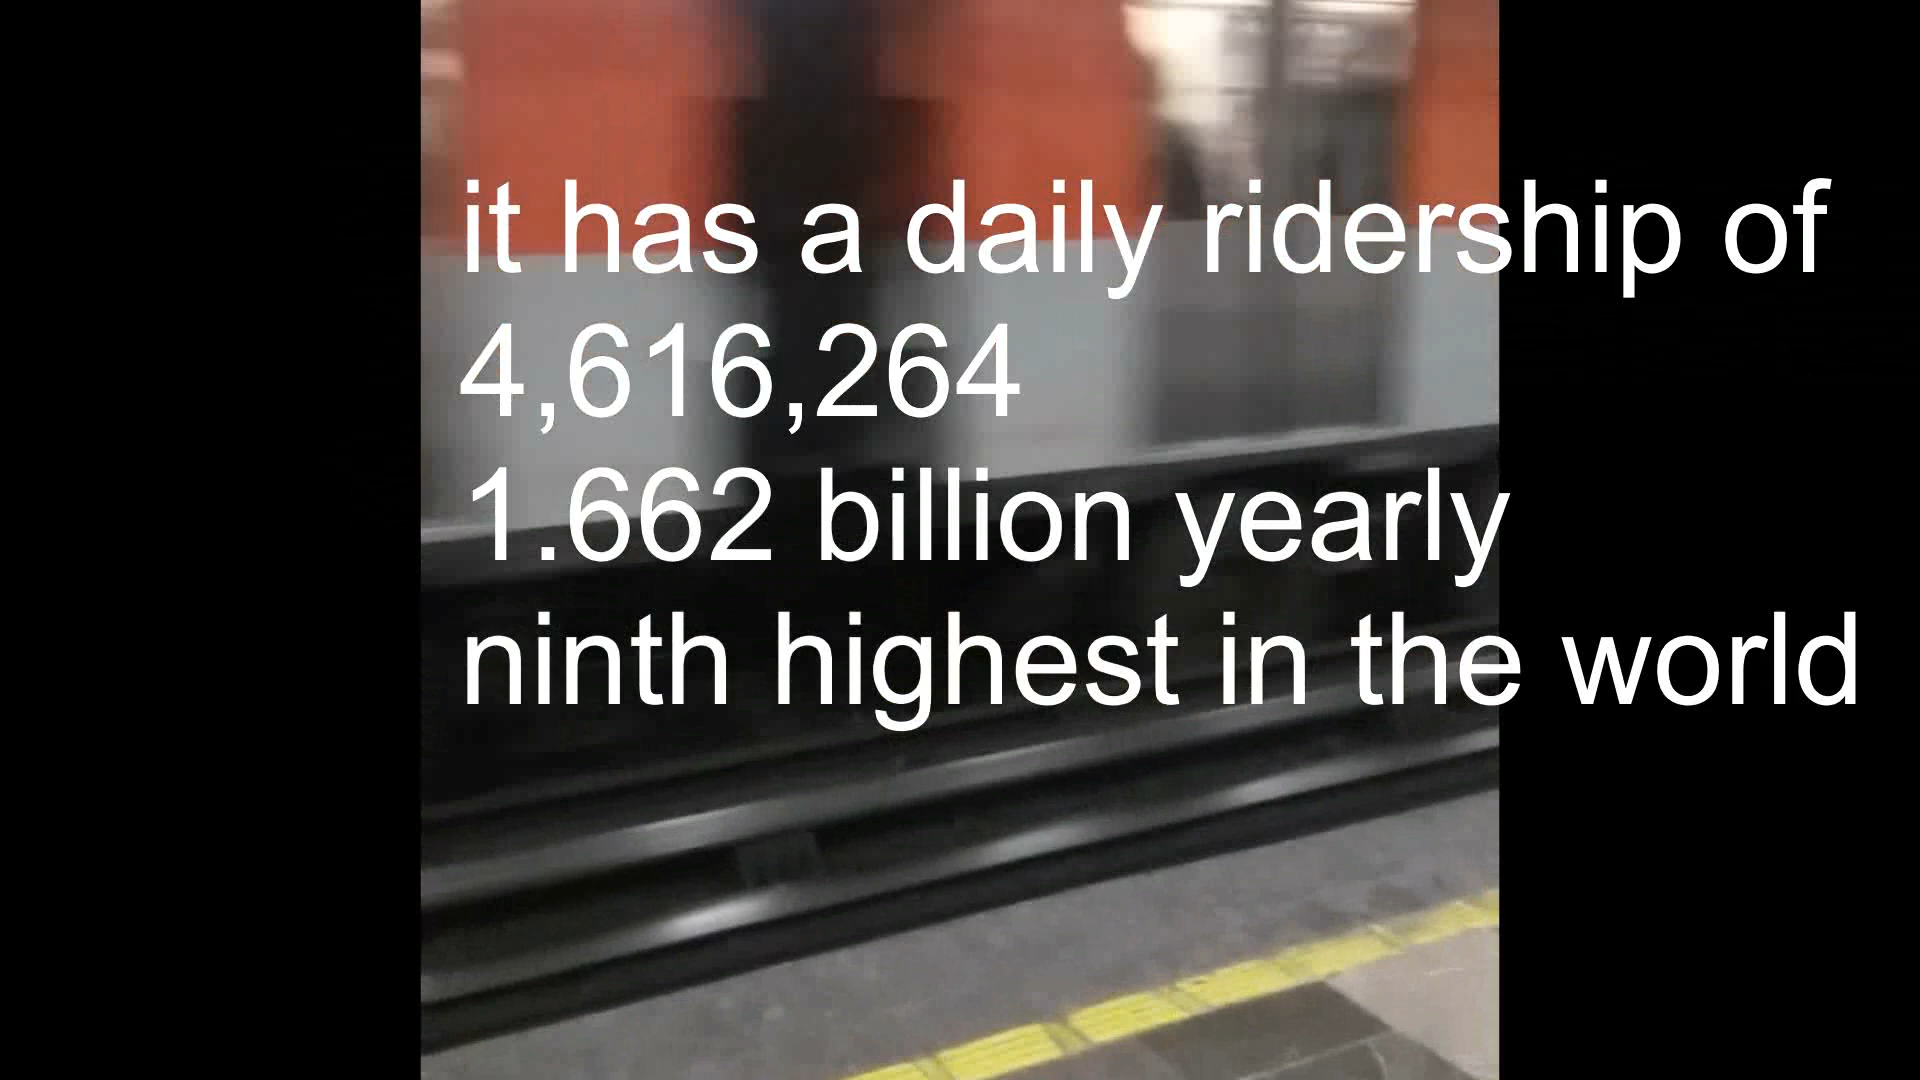 it has a daily ridership of
4,616,264
1.662 billion yearly
ninth highest in the world